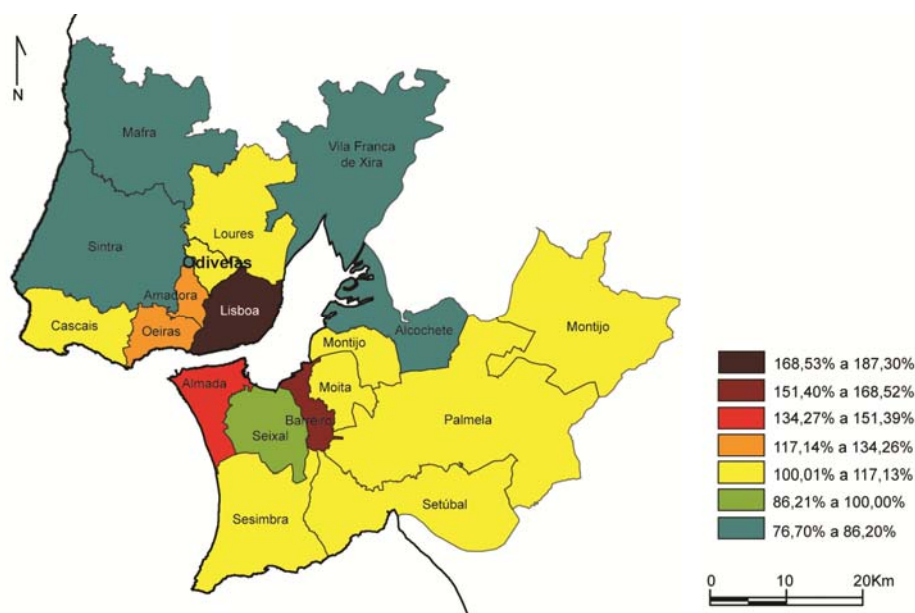 N
Mafra
Vila Franca
de Xira
Loures
Sintra
Odivelas
Amadora
Lisboa
Cascais
Oeiras
Alcochete
Montijo
Montijo
Almada
Moita
Barreiro
Seixal
Palmela
Sesimbra
Setúbal
168,53% a 187,30%
151,40% a 168,52%
134,27% a 151,39%
117,14% a 134,26%
100,01% a 117,13%
86,21% a 100,00%
76,70% a 86,20%
0 10 20Km